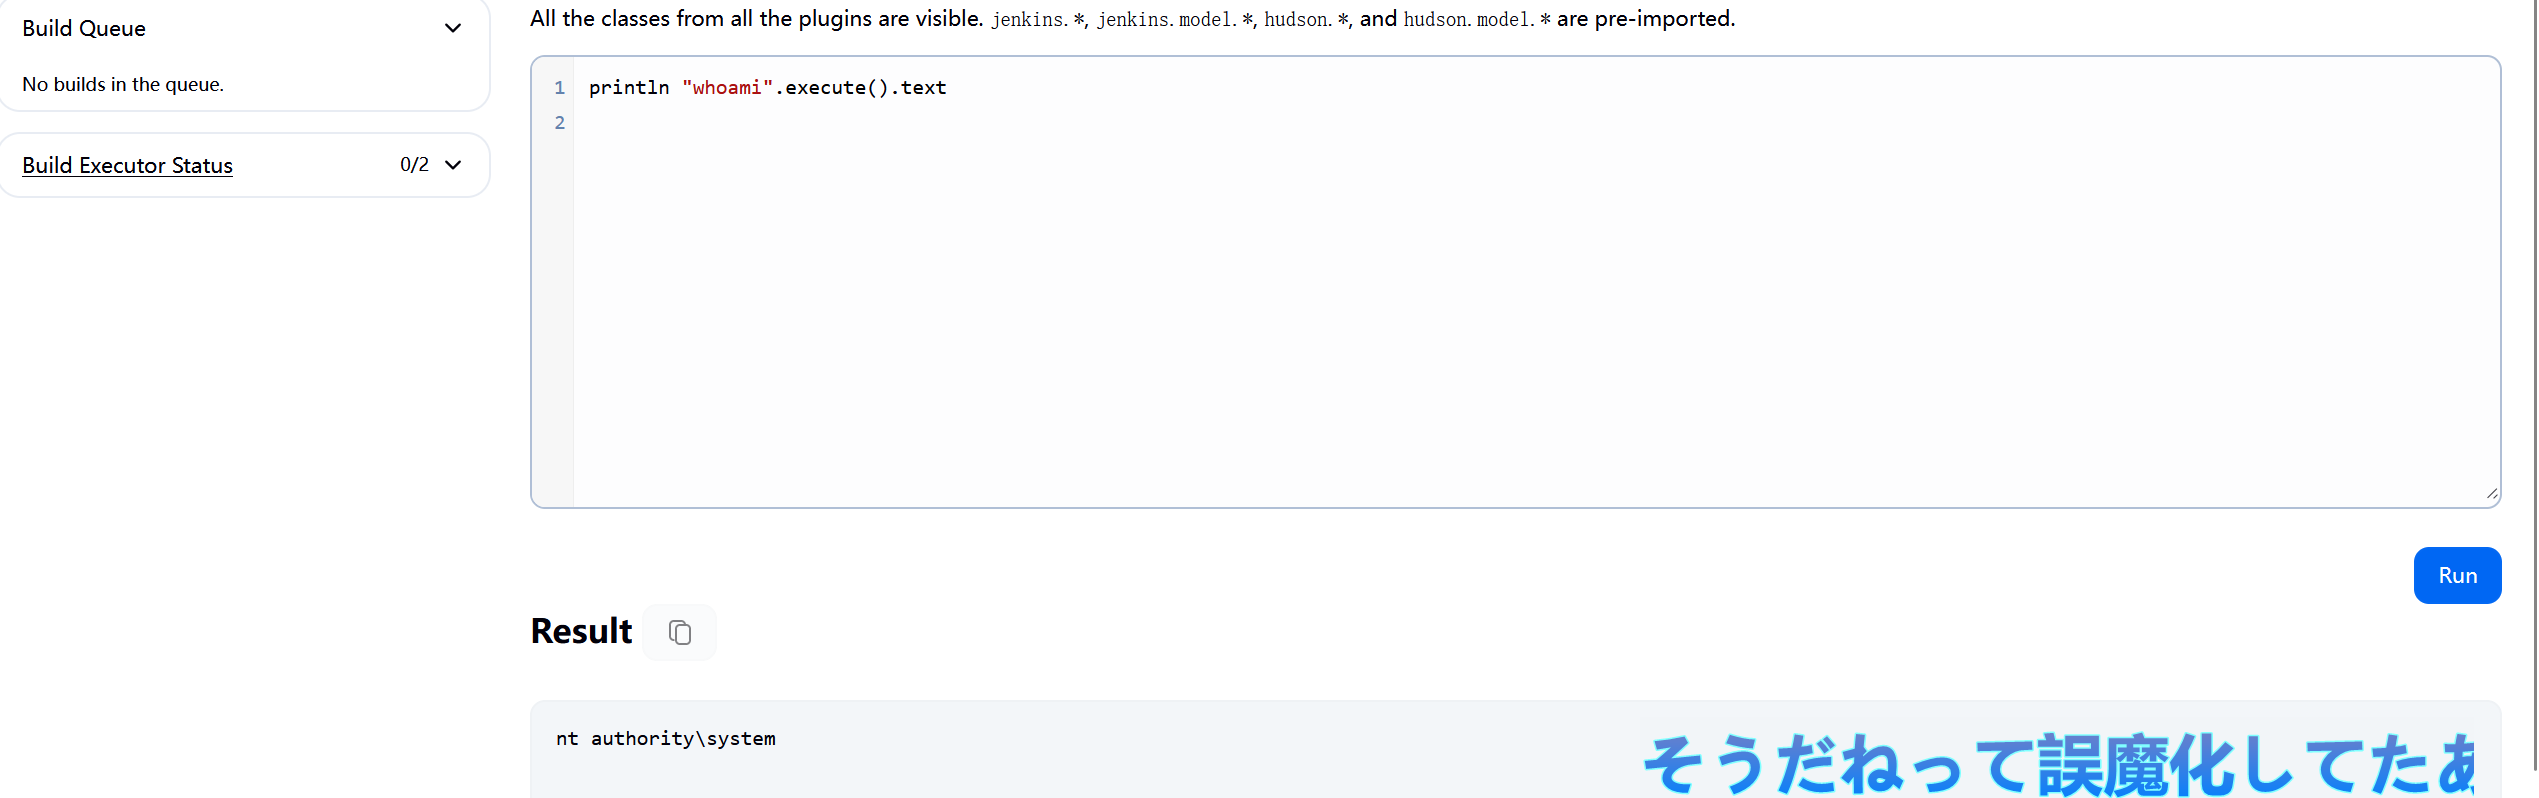 Build Queue
No builds in the queue.
Build Executor Status 0/2
All the classes from all the plugins are visible. jenkins.*, jenkins.model.*, hudson.*, and hudson.model.* are pre-imported.
1 println "whoami".execute().text
2
Run
Result
nt authority\system
そうだねって誤魔化してたあ